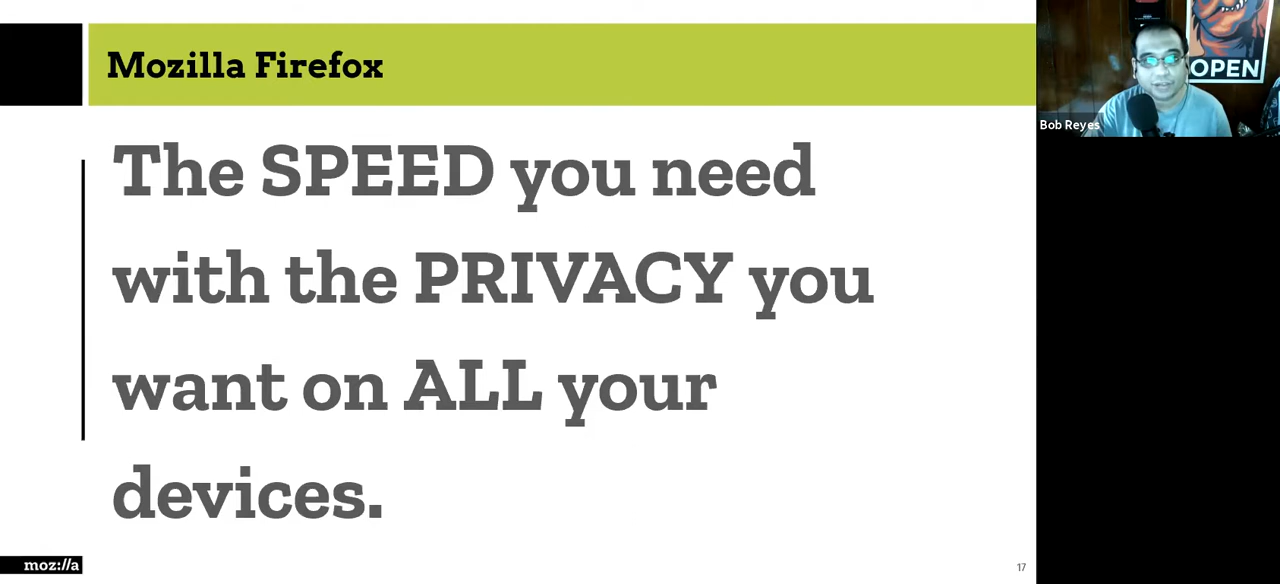 Mozilla Firefox
The SPEED you need
with the PRIVACY you
want on ALL your
devices.
moz://a
17
OPEN
Bob Reyes